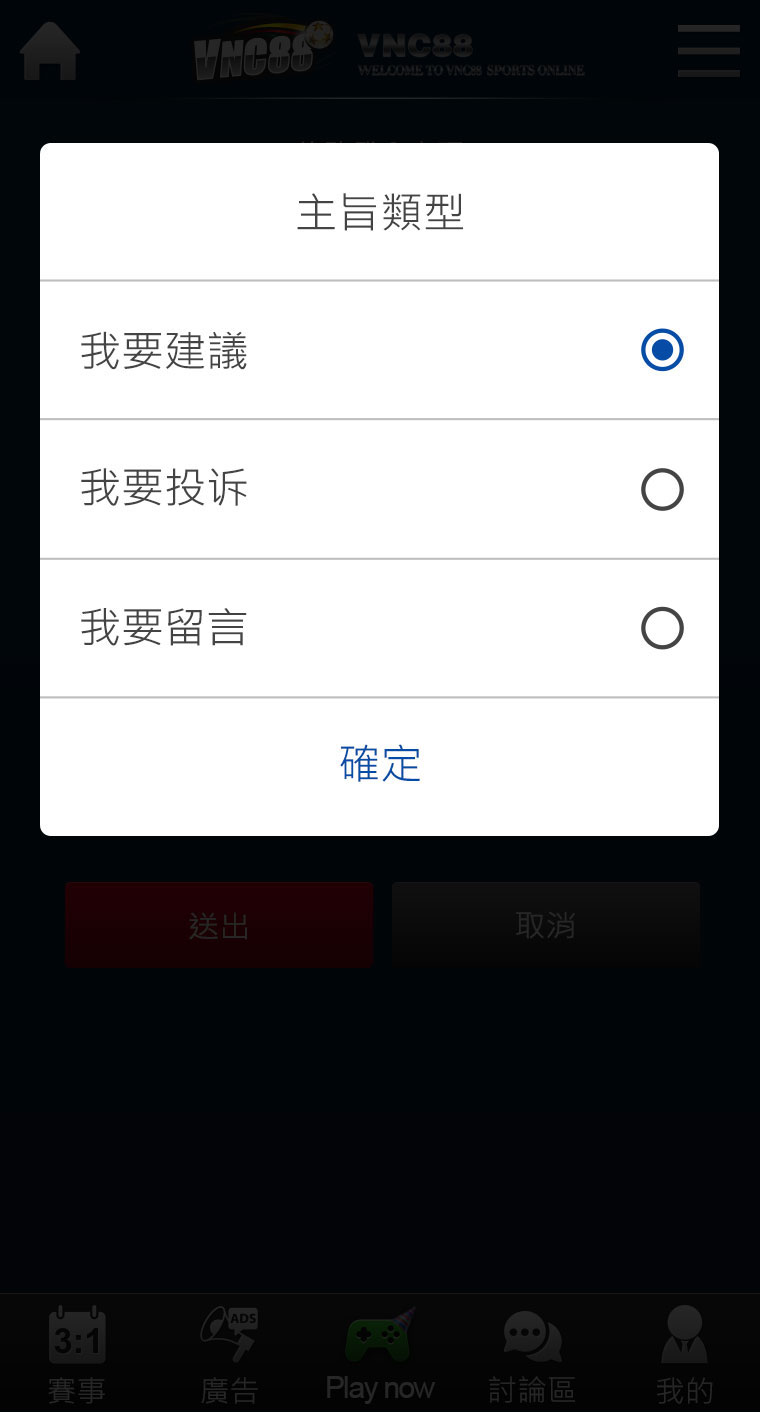 VNC88
VNC88
WELCOME TO VNC88 SPORTS ONLINE
主旨類型
我要建議
我要投诉
我要留言
確定
送出
取消
3:1
ADS
賽事
廣告
Play now
討論區
我的